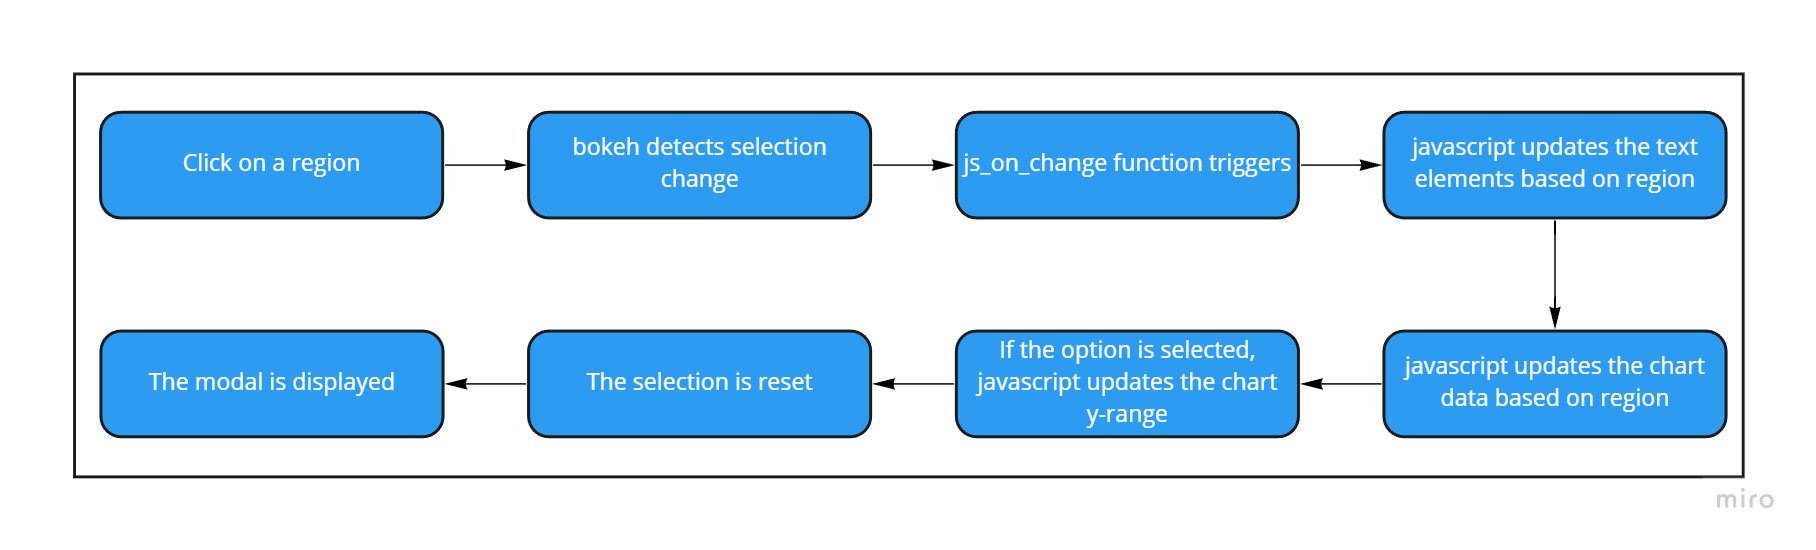 Click on a region
bokeh detects selection
change
js_on_change function triggers
javascript updates the text
elements based on region
javascript updates the chart
data based on region
If the option is selected,
javascript updates the chart
y-range
The selection is reset
The modal is displayed
miro